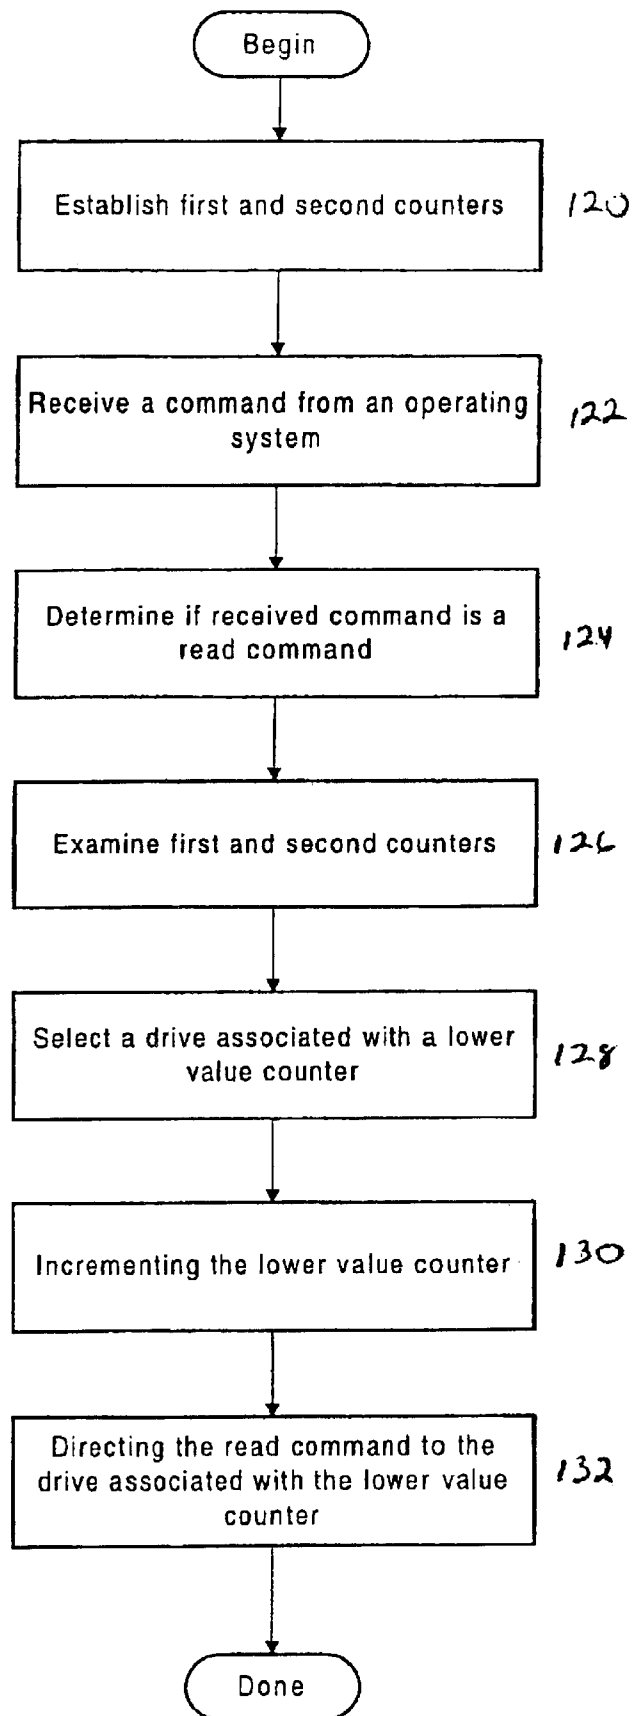 Begin
Establish first and second counters 120
Receive a command from an operating
system
122
Determine if received command is a
read command
124
Examine first and second counters 126
Select a drive associated with a lower
value counter
128
Incrementing the lower value counter 130
Directing the read command to the
drive associated with the lower value
counter
132
Done